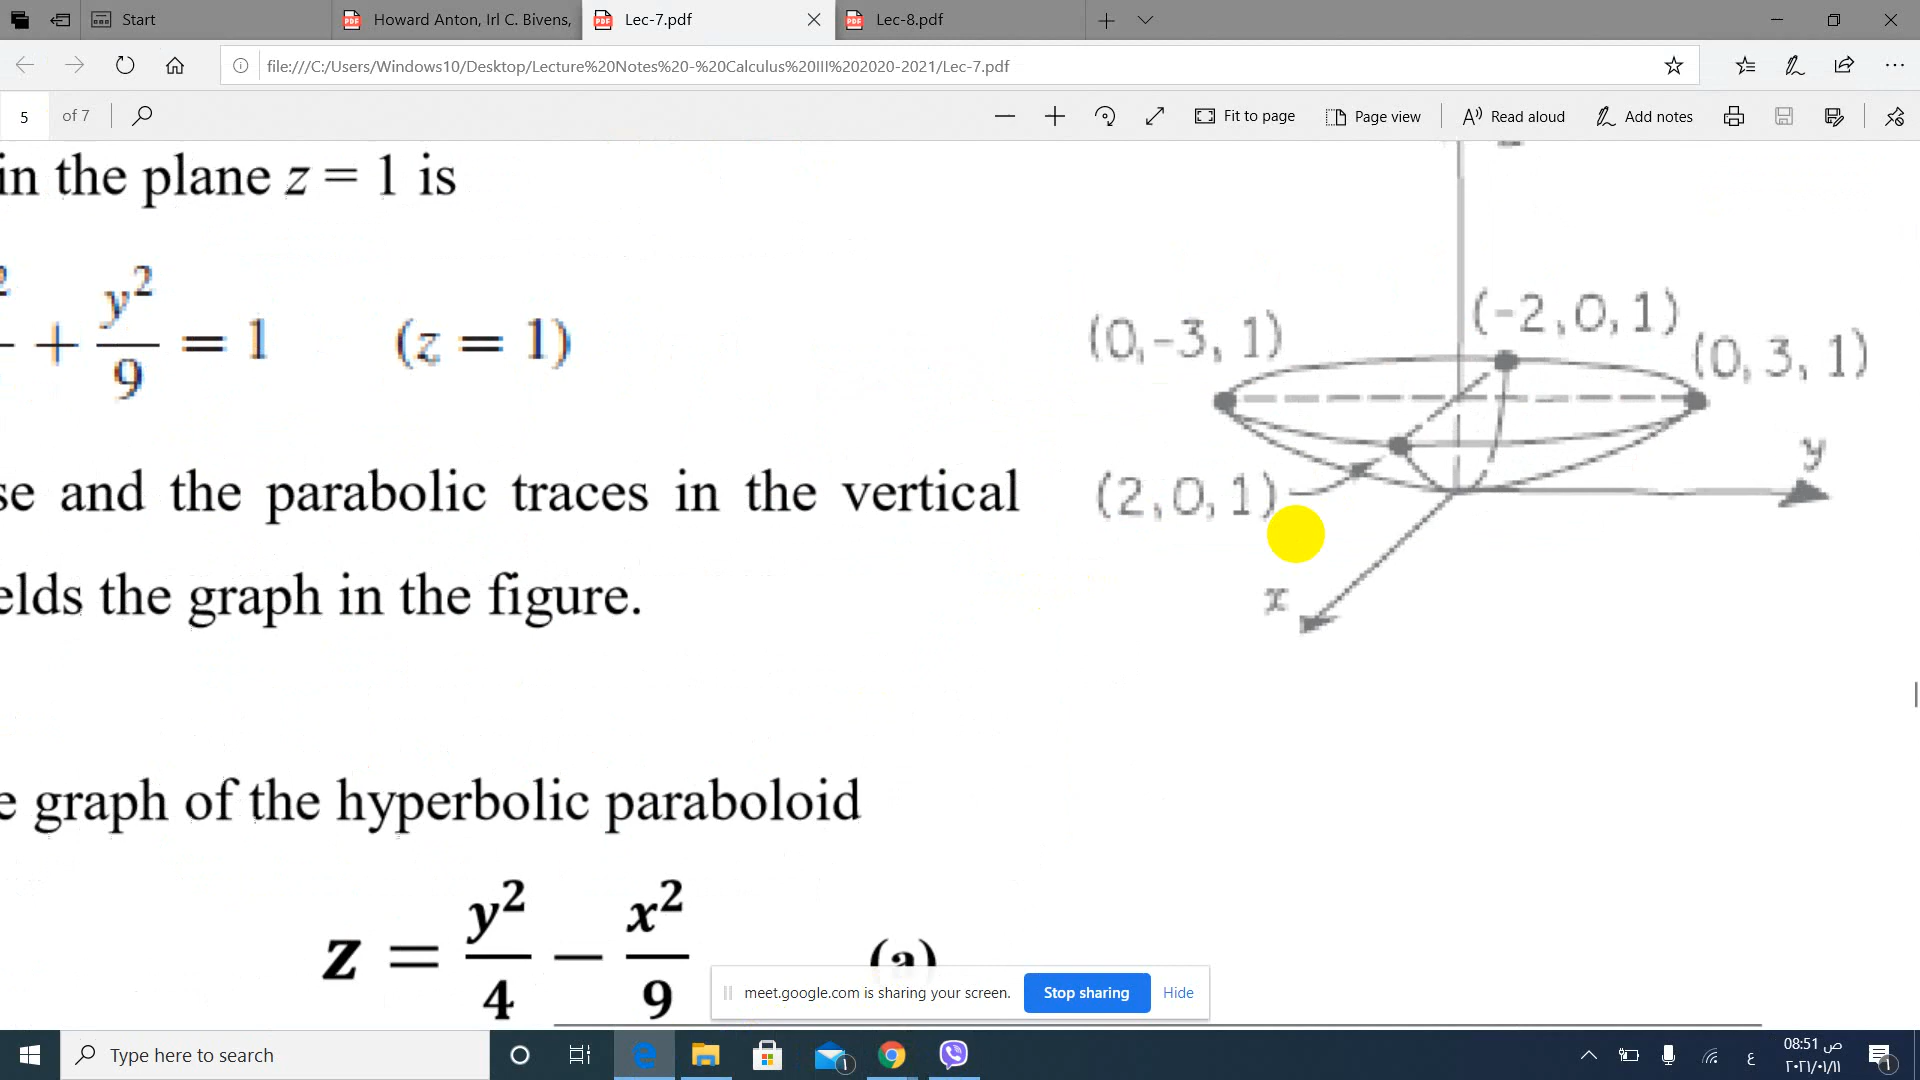 Start
Howard Anton, Irl C. Bivens,
Lec-7.pdf
Lec-8.pdf
file:///C:/Users/Windows10/Desktop/Lecture%20Notes%20-%20Calculus%20III%202020-2021/Lec-7.pdf
5 of 7
Fit to page
Page view
Read aloud
Add notes
in the plane z = 1 is
+ y²/9 = 1 (z = 1)
(0,-3, 1)
(-2,0,1)
(0, 3, 1)
(2,0,1)
y
x
se and the parabolic traces in the vertical
elds the graph in the figure.
e graph of the hyperbolic paraboloid
z = y²/4 − x²/9 (a)
meet.google.com is sharing your screen.
Stop sharing
Hide
Type here to search
١
ع
08:51 ص
٢٠٢١/٠١/١١
١